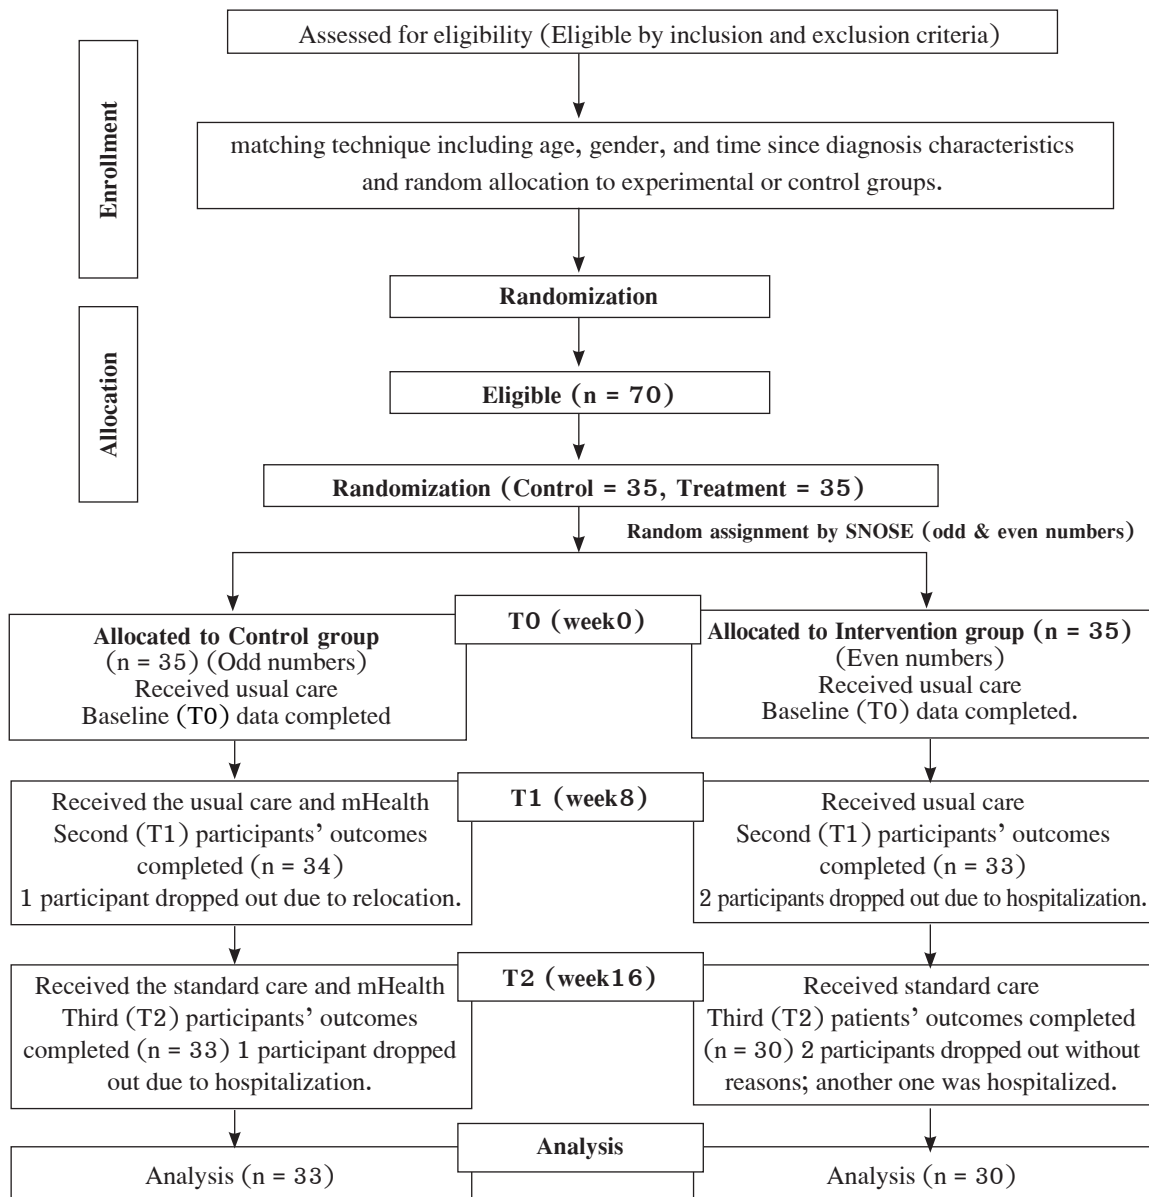 Assessed for eligibility (Eligible by inclusion and exclusion criteria)
Enrollment
matching technique including age, gender, and time since diagnosis characteristics
and random allocation to experimental or control groups.
Randomization
Allocation
Eligible (n = 70)
Randomization (Control = 35, Treatment = 35)
Random assignment by SNOSE (odd & even numbers)
T0 (week0)
Allocated to Control group
(n = 35) (Odd numbers)
Received usual care
Baseline (T0) data completed
Allocated to Intervention group (n = 35)
(Even numbers)
Received usual care
Baseline (T0) data completed.
T1 (week8)
Received the usual care and mHealth
Second (T1) participants’ outcomes
completed (n = 34)
1 participant dropped out due to relocation.
Received usual care
Second (T1) participants’ outcomes
completed (n = 33)
2 participants dropped out due to hospitalization.
T2 (week16)
Received the standard care and mHealth
Third (T2) participants’ outcomes
completed (n = 33) 1 participant dropped
out due to hospitalization.
Received standard care
Third (T2) patients’ outcomes completed
(n = 30) 2 participants dropped out without
reasons; another one was hospitalized.
Analysis
Analysis (n = 33)
Analysis (n = 30)